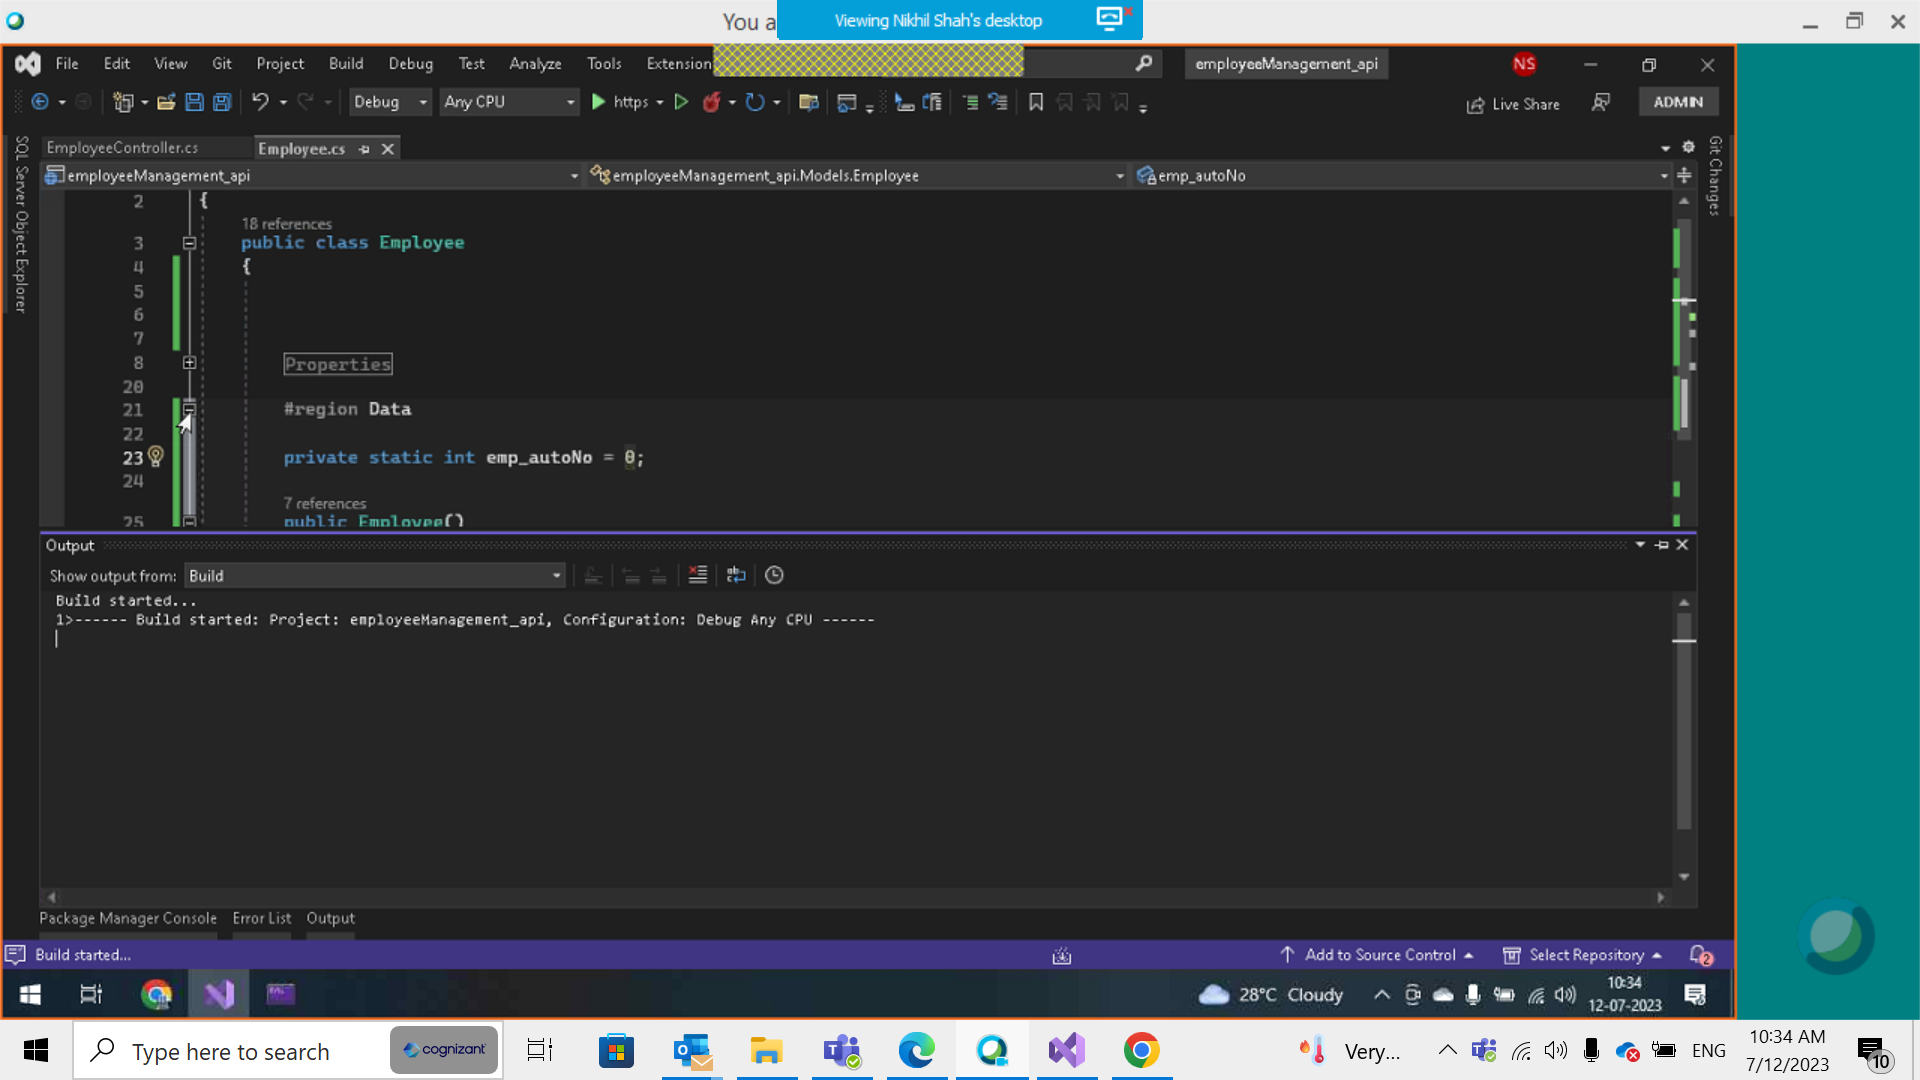 You a
Viewing Nikhil Shah's desktop
File Edit View Git Project Build Debug Test Analyze Tools Extension
employeeManagement_api
NS
Debug Any CPU https Live Share ADMIN
SQL Server Object Explorer
Git Changes
EmployeeController.cs Employee.cs
employeeManagement_api employeeManagement_api.Models.Employee emp_autoNo
2 {
18 references
3 public class Employee
4 {
5
6
7
8 Properties
20
21 #region Data
22
23 private static int emp_autoNo = 0;
24
7 references
25 public Employee()
Output
Show output from: Build
Build started...
1>------ Build started: Project: employeeManagement_api, Configuration: Debug Any CPU ------
Package Manager Console Error List Output
Build started... Add to Source Control Select Repository 2
28°C Cloudy 10:34
12-07-2023
Type here to search cognizant Very... ENG 10:34 AM
7/12/2023 10